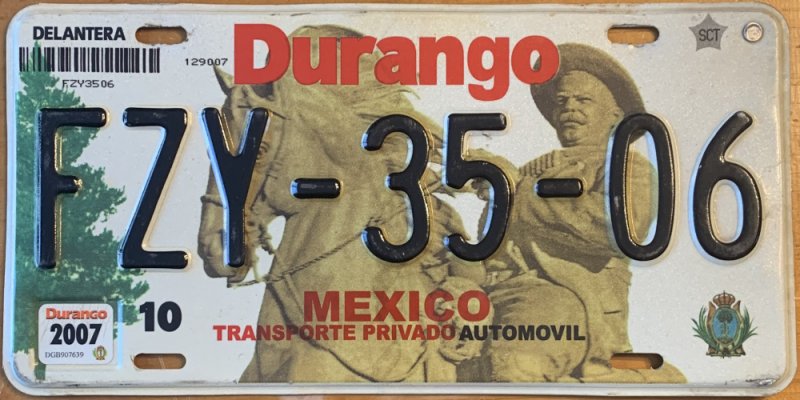 DELANTERA
129007
FZY3506
Durango
SCT
FZY-35-06
Durango
2007
DGB907639
10
MEXICO
TRANSPORTE PRIVADO AUTOMOVIL